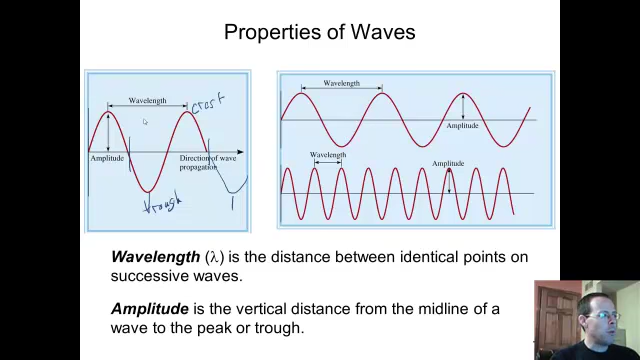 Properties of Waves
Wavelength
crest
Amplitude
Direction of wave
propagation
trough
Wavelength
Amplitude
Wavelength
Amplitude
Wavelength (λ) is the distance between identical points on
successive waves.
Amplitude is the vertical distance from the midline of a
wave to the peak or trough.